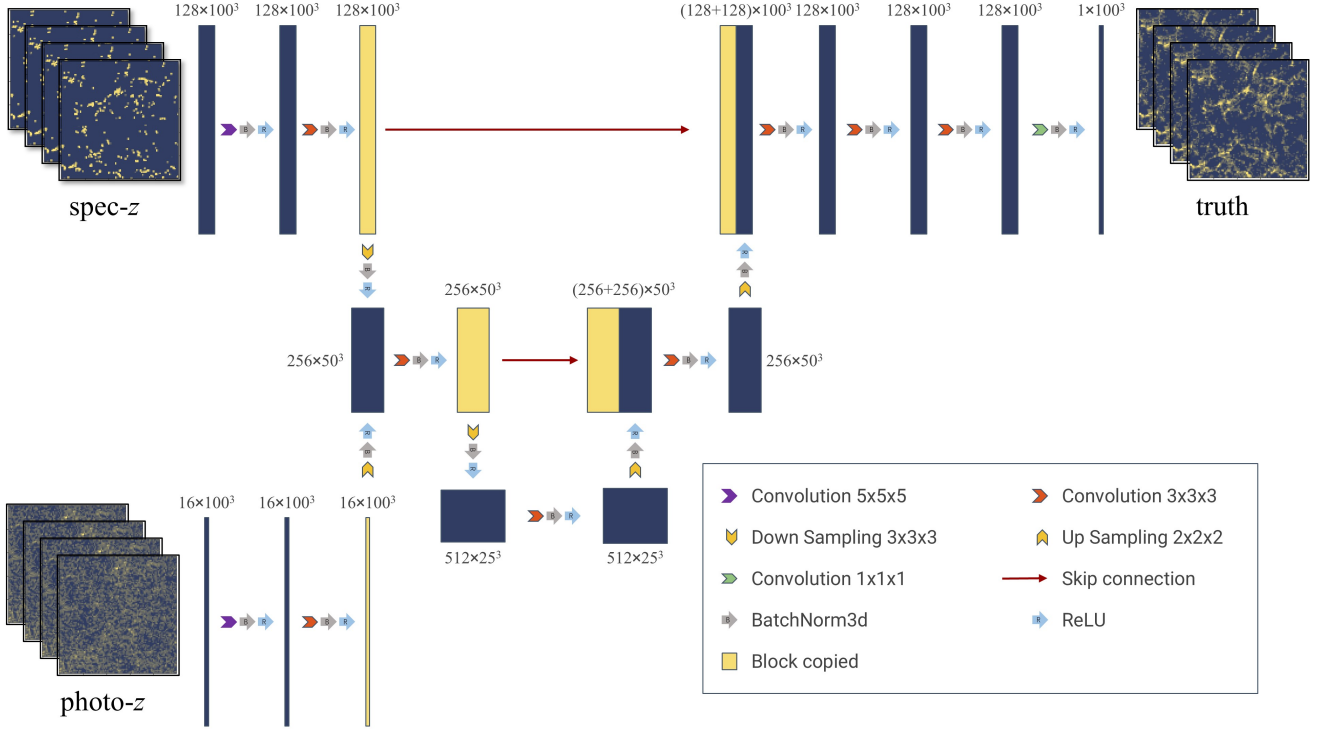 128×100³ 128×100³ 128×100³ (128+128)×100³ 128×100³ 128×100³ 128×100³ 1×100³
B R B R B R B R B R B R
spec-z
truth
B B
R R
256×50³ (256+256)×50³
256×50³ B R B R 256×50³
R R
B B B
R
16×100³ 16×100³ 16×100³
B R
512×25³ 512×25³
B R B R
photo-z
Convolution 5x5x5 Convolution 3x3x3
Down Sampling 3x3x3 Up Sampling 2x2x2
Convolution 1x1x1 Skip connection
B BatchNorm3d R ReLU
Block copied